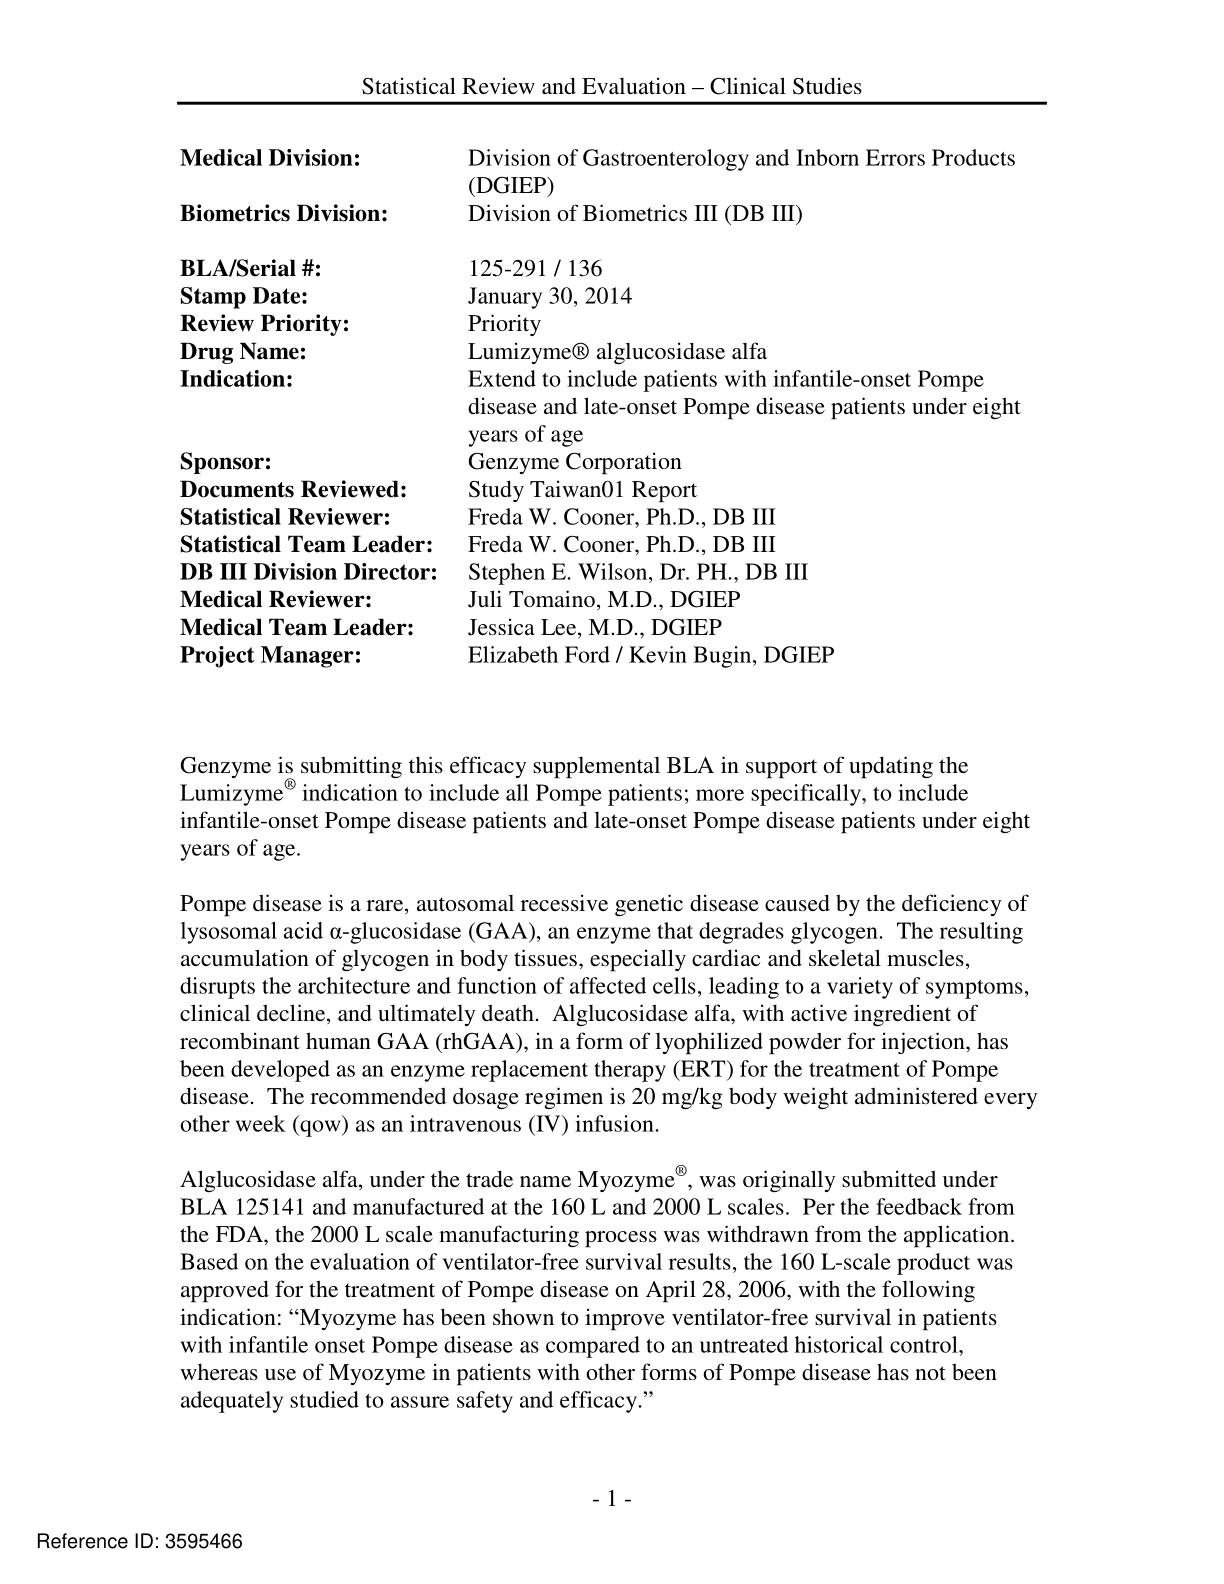 Statistical Review and Evaluation – Clinical Studies
Medical Division: Division of Gastroenterology and Inborn Errors Products
(DGIEP)
Biometrics Division: Division of Biometrics III (DB III)
BLA/Serial #: 125-291 / 136
Stamp Date: January 30, 2014
Review Priority: Priority
Drug Name: Lumizyme® alglucosidase alfa
Indication: Extend to include patients with infantile-onset Pompe
disease and late-onset Pompe disease patients under eight
years of age
Sponsor: Genzyme Corporation
Documents Reviewed: Study Taiwan01 Report
Statistical Reviewer: Freda W. Cooner, Ph.D., DB III
Statistical Team Leader: Freda W. Cooner, Ph.D., DB III
DB III Division Director: Stephen E. Wilson, Dr. PH., DB III
Medical Reviewer: Juli Tomaino, M.D., DGIEP
Medical Team Leader: Jessica Lee, M.D., DGIEP
Project Manager: Elizabeth Ford / Kevin Bugin, DGIEP
Genzyme is submitting this efficacy supplemental BLA in support of updating the
Lumizyme® indication to include all Pompe patients; more specifically, to include
infantile-onset Pompe disease patients and late-onset Pompe disease patients under eight
years of age.
Pompe disease is a rare, autosomal recessive genetic disease caused by the deficiency of
lysosomal acid α-glucosidase (GAA), an enzyme that degrades glycogen.  The resulting
accumulation of glycogen in body tissues, especially cardiac and skeletal muscles,
disrupts the architecture and function of affected cells, leading to a variety of symptoms,
clinical decline, and ultimately death.  Alglucosidase alfa, with active ingredient of
recombinant human GAA (rhGAA), in a form of lyophilized powder for injection, has
been developed as an enzyme replacement therapy (ERT) for the treatment of Pompe
disease.  The recommended dosage regimen is 20 mg/kg body weight administered every
other week (qow) as an intravenous (IV) infusion.
Alglucosidase alfa, under the trade name Myozyme®, was originally submitted under
BLA 125141 and manufactured at the 160 L and 2000 L scales.  Per the feedback from
the FDA, the 2000 L scale manufacturing process was withdrawn from the application.
Based on the evaluation of ventilator-free survival results, the 160 L-scale product was
approved for the treatment of Pompe disease on April 28, 2006, with the following
indication: “Myozyme has been shown to improve ventilator-free survival in patients
with infantile onset Pompe disease as compared to an untreated historical control,
whereas use of Myozyme in patients with other forms of Pompe disease has not been
adequately studied to assure safety and efficacy.”
- 1 -
Reference ID: 3595466